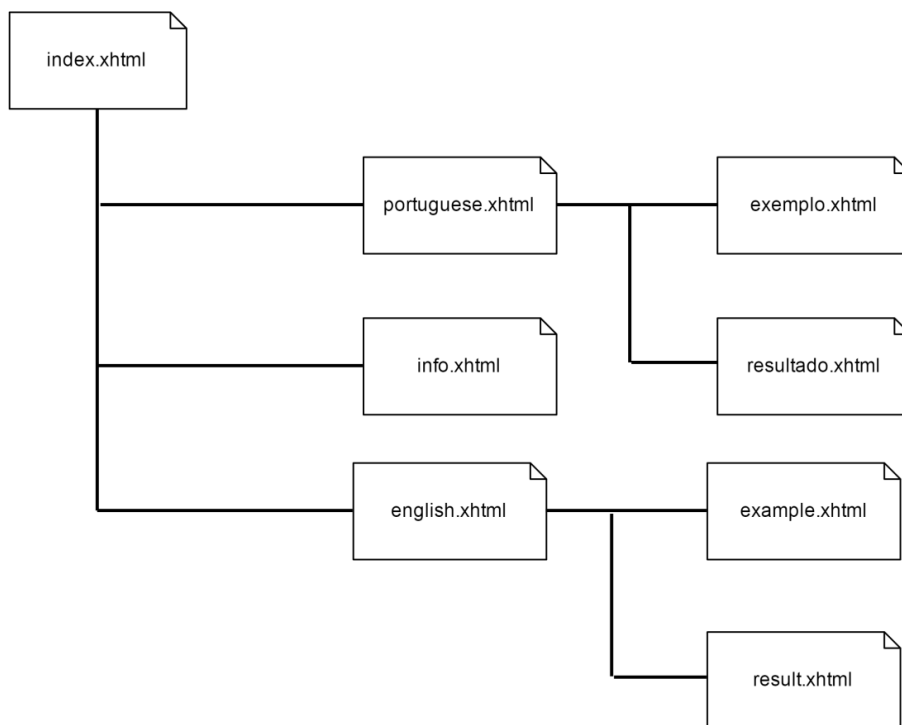 index.xhtml
portuguese.xhtml
exemplo.xhtml
info.xhtml
resultado.xhtml
english.xhtml
example.xhtml
result.xhtml